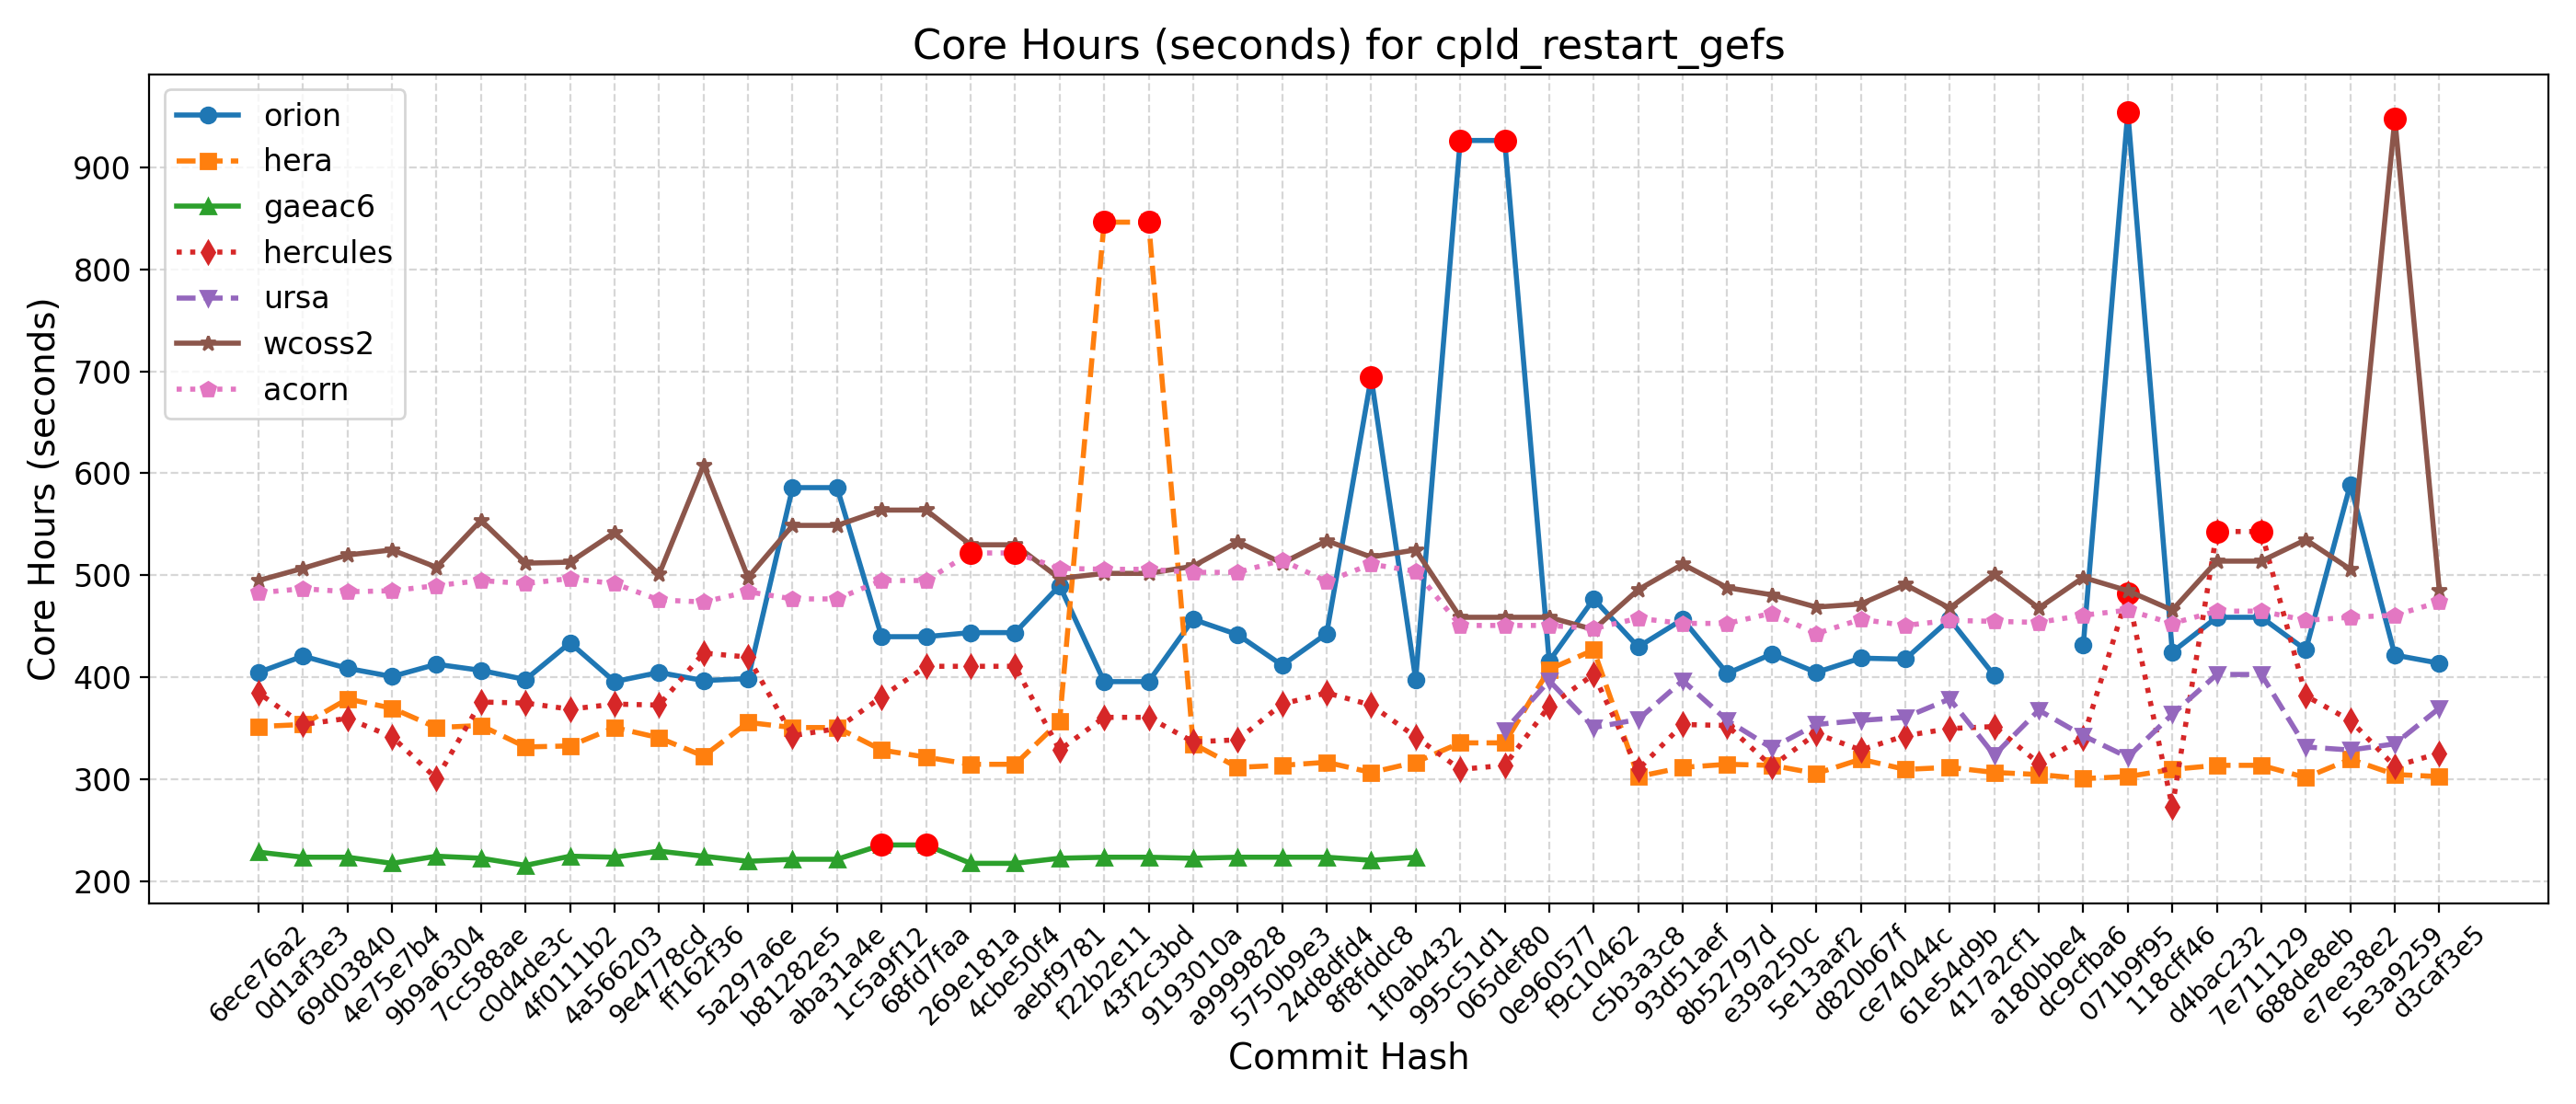 Core Hours (seconds) for cpld_restart_gefs
orion
hera
gaeac6
hercules
ursa
wcoss2
acorn
Core Hours (seconds)
900
800
700
600
500
400
300
200
6ece76a2
0d1af3e3
69d03840
4e75e7b4
9b9a6304
7cc588ae
c0d4de3c
4f0111b2
4a566203
9e4778cd
ff162f36
5a297a6e
b81282e5
aba31a4e
1c5a9f12
68fd7faa
269e181a
4cbe50f4
aebf9781
f22b2e11
43f2c3bd
9193010a
a9999828
5750b9e3
24d8dfd4
8f8fddc8
1f0ab432
995c51d1
065def80
0e960577
f9c10462
c5b3a3c8
93d51aef
8b52797d
e39a250c
5e13aaf2
d820b67f
ce74044c
61e54d9b
417a2cf1
a180bbe4
dc9cfba6
071b9f95
118cff46
d4bac232
7e711129
688de8eb
e7ee38e2
5e3a9259
d3caf3e5
Commit Hash